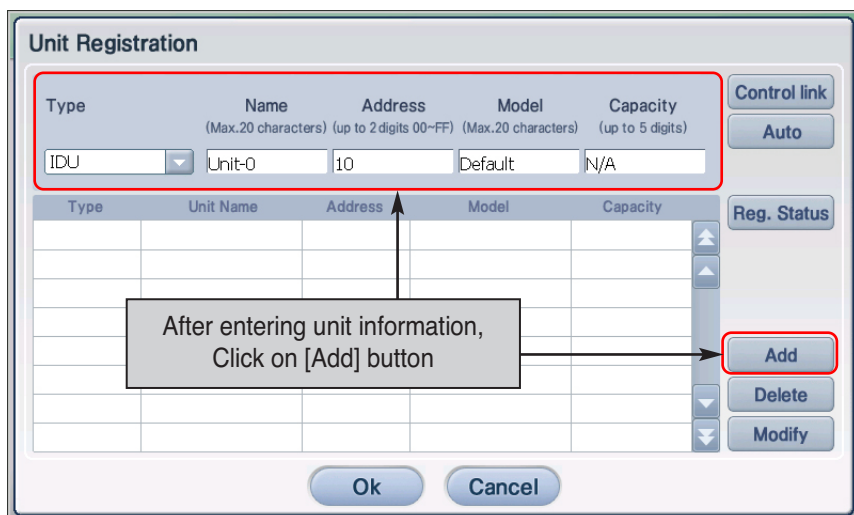 Unit Registration
Type Name Address Model Capacity
(Max.20 characters) (up to 2 digits 00~FF) (Max.20 characters) (up to 5 digits)
IDU Unit-0 10 Default N/A
Control link
Auto
Type Unit Name Address Model Capacity
Reg. Status
After entering unit information,
Click on [Add] button
Add
Delete
Modify
Ok Cancel